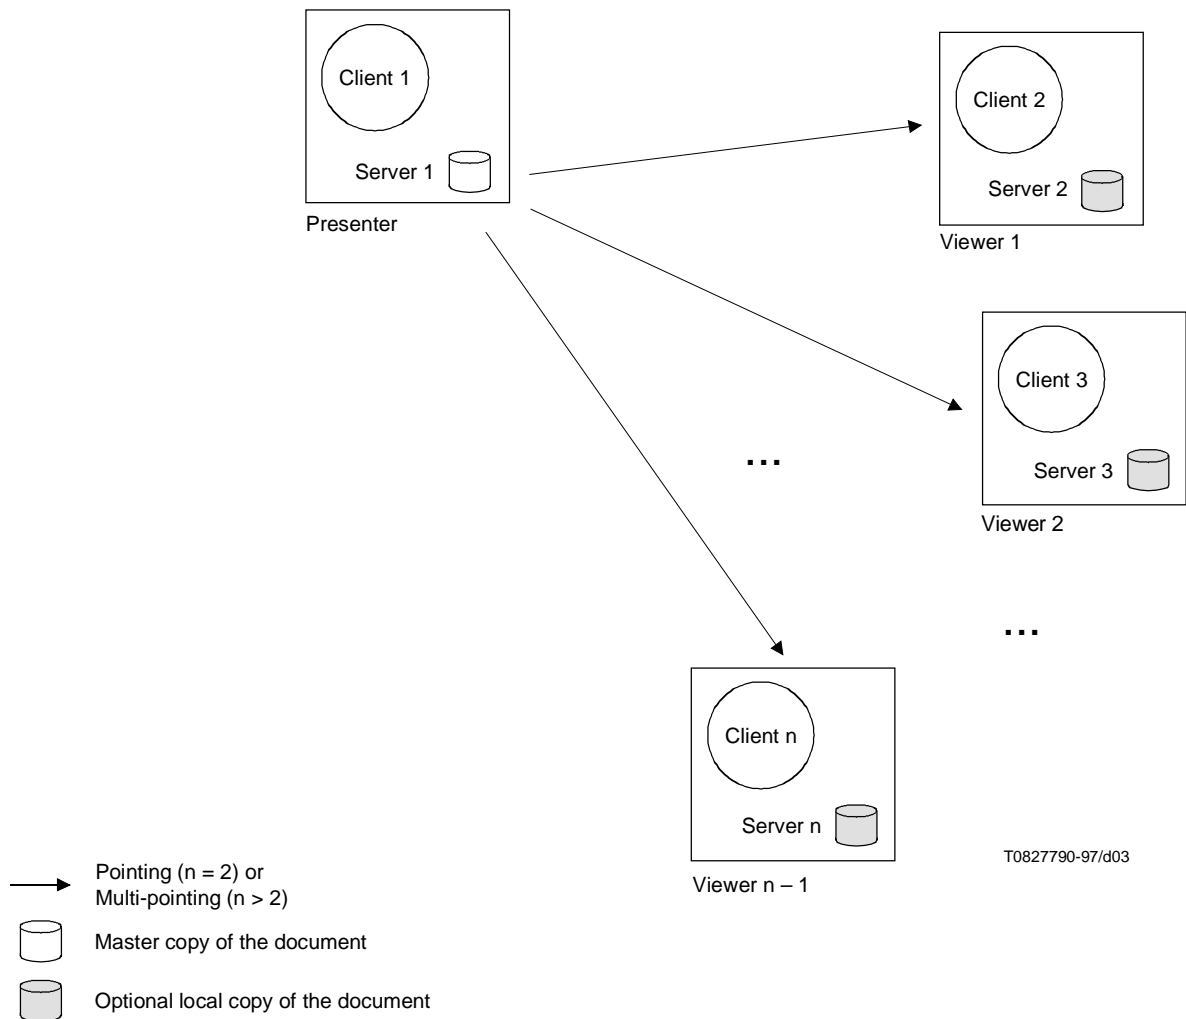 Client 1
Server 1
Presenter
Client 2
Server 2
Viewer 1
Client 3
Server 3
Viewer 2
...
...
Client n
Server n
Viewer n – 1
T0827790-97/d03
Pointing (n = 2) or
Multi-pointing (n > 2)
Master copy of the document
Optional local copy of the document